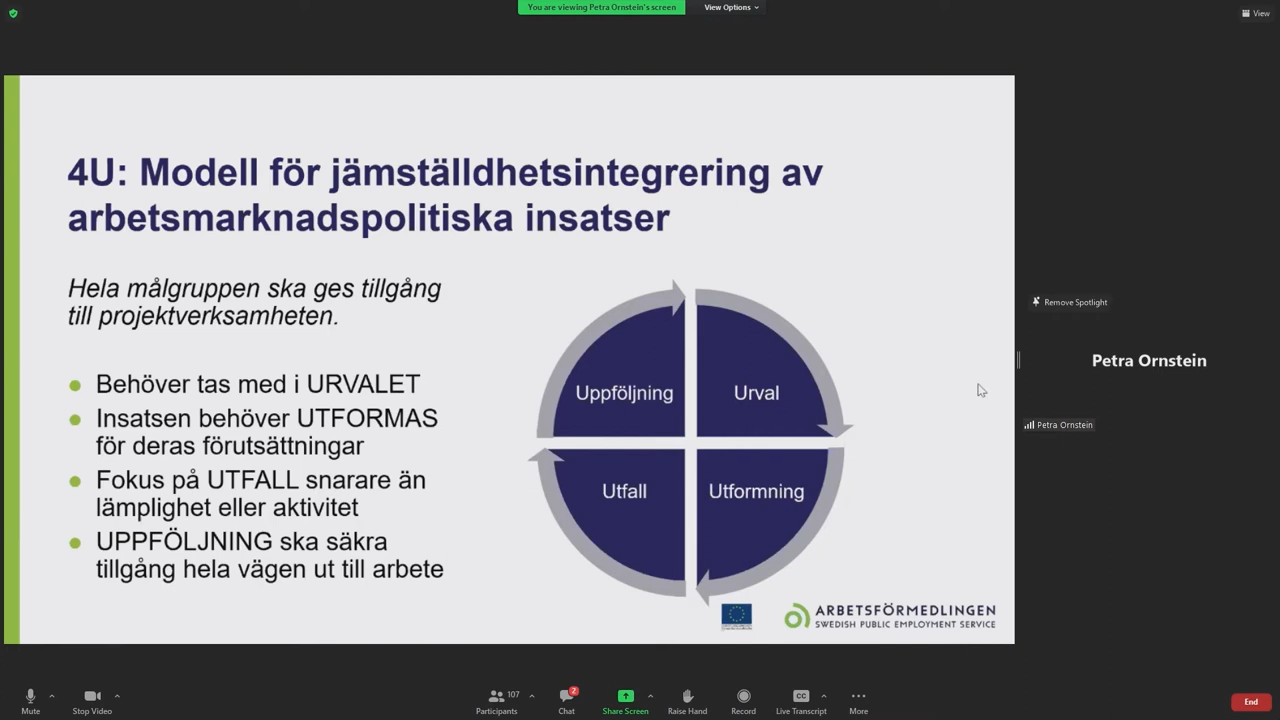 You are viewing Petra Ornstein's screen
View Options
View
4U: Modell för jämställdhetsintegrering av
arbetsmarknadspolitiska insatser
Hela målgruppen ska ges tillgång
till projektverksamheten.
Behöver tas med i URVALET
Insatsen behöver UTFORMAS
för deras förutsättningar
Fokus på UTFALL snarare än
lämplighet eller aktivitet
UPPFÖLJNING ska säkra
tillgång hela vägen ut till arbete
Uppföljning
Urval
Utfall
Utformning
ARBETSFÖRMEDLINGEN
SWEDISH PUBLIC EMPLOYMENT SERVICE
Remove Spotlight
Petra Ornstein
Petra Ornstein
Mute
Stop Video
Participants
107
Chat
2
Share Screen
Raise Hand
Record
CC
Live Transcript
More
End